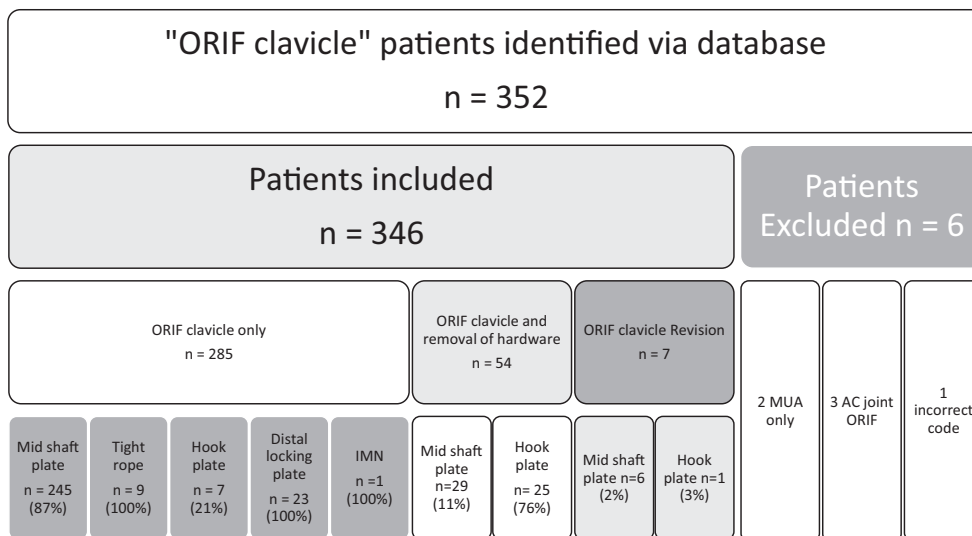 "ORIF clavicle" patients identified via database
n = 352
Patients included
n = 346
Patients
Excluded n = 6
ORIF clavicle only
n = 285
ORIF clavicle and
removal of hardware
n = 54
ORIF clavicle Revision
n = 7
2 MUA
only
3 AC joint
ORIF
1
incorrect
code
Mid shaft
plate
n = 245
(87%)
Tight
rope
n = 9
(100%)
Hook
plate
n = 7
(21%)
Distal
locking
plate
n = 23
(100%)
IMN
n =1
(100%)
Mid shaft
plate
n=29
(11%)
Hook
plate
n= 25
(76%)
Mid shaft
plate n=6
(2%)
Hook
plate n=1
(3%)